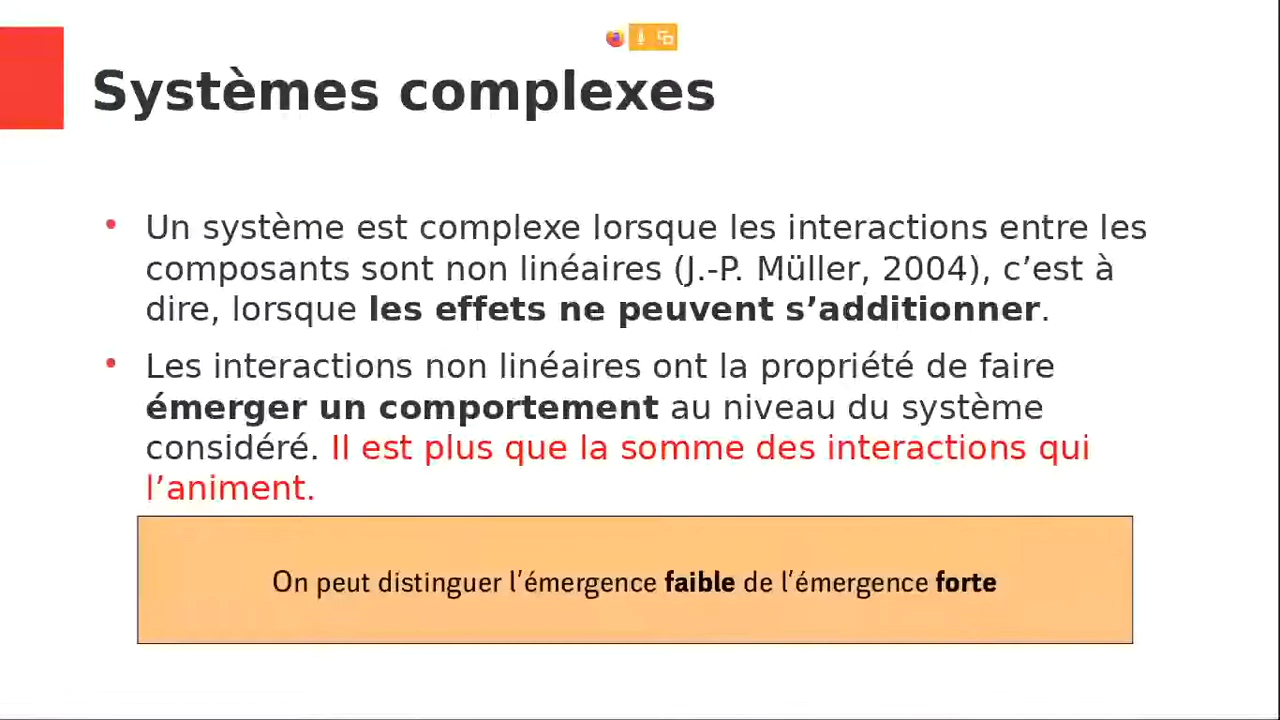 Systèmes complexes
• Un système est complexe lorsque les interactions entre les
composants sont non linéaires (J.-P. Müller, 2004), c’est à
dire, lorsque les effets ne peuvent s’additionner.
• Les interactions non linéaires ont la propriété de faire
émerger un comportement au niveau du système
considéré. Il est plus que la somme des interactions qui
l’animent.
On peut distinguer l’émergence faible de l’émergence forte